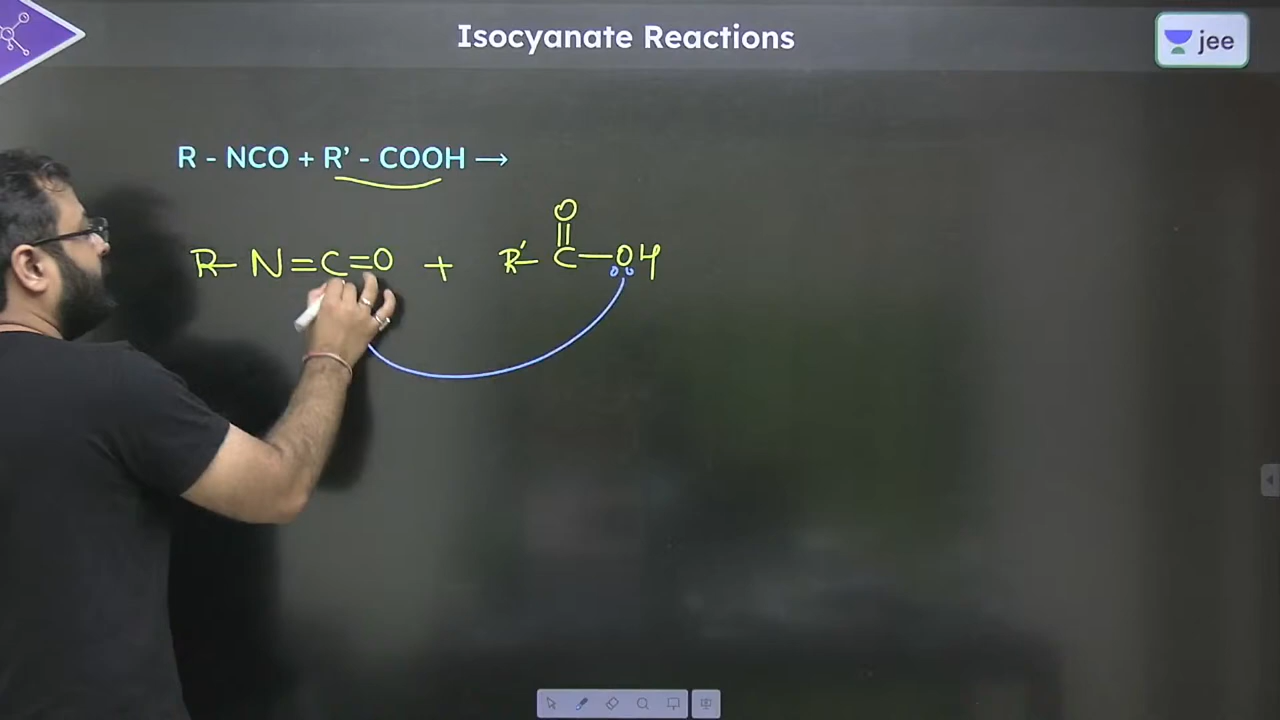 Isocyanate Reactions
jee
R - NCO + R' - COOH →
O
R - N = C = O + R' - C - OH